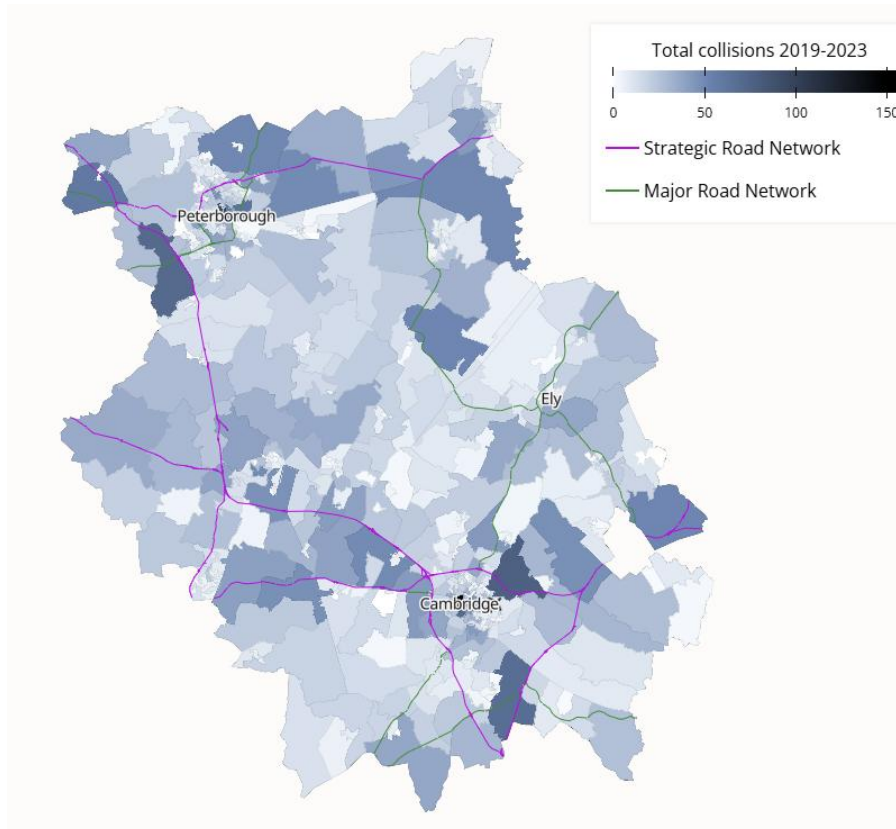 Total collisions 2019-2023
0 50 100 150
Strategic Road Network
Major Road Network
Peterborough
Ely
Cambridge